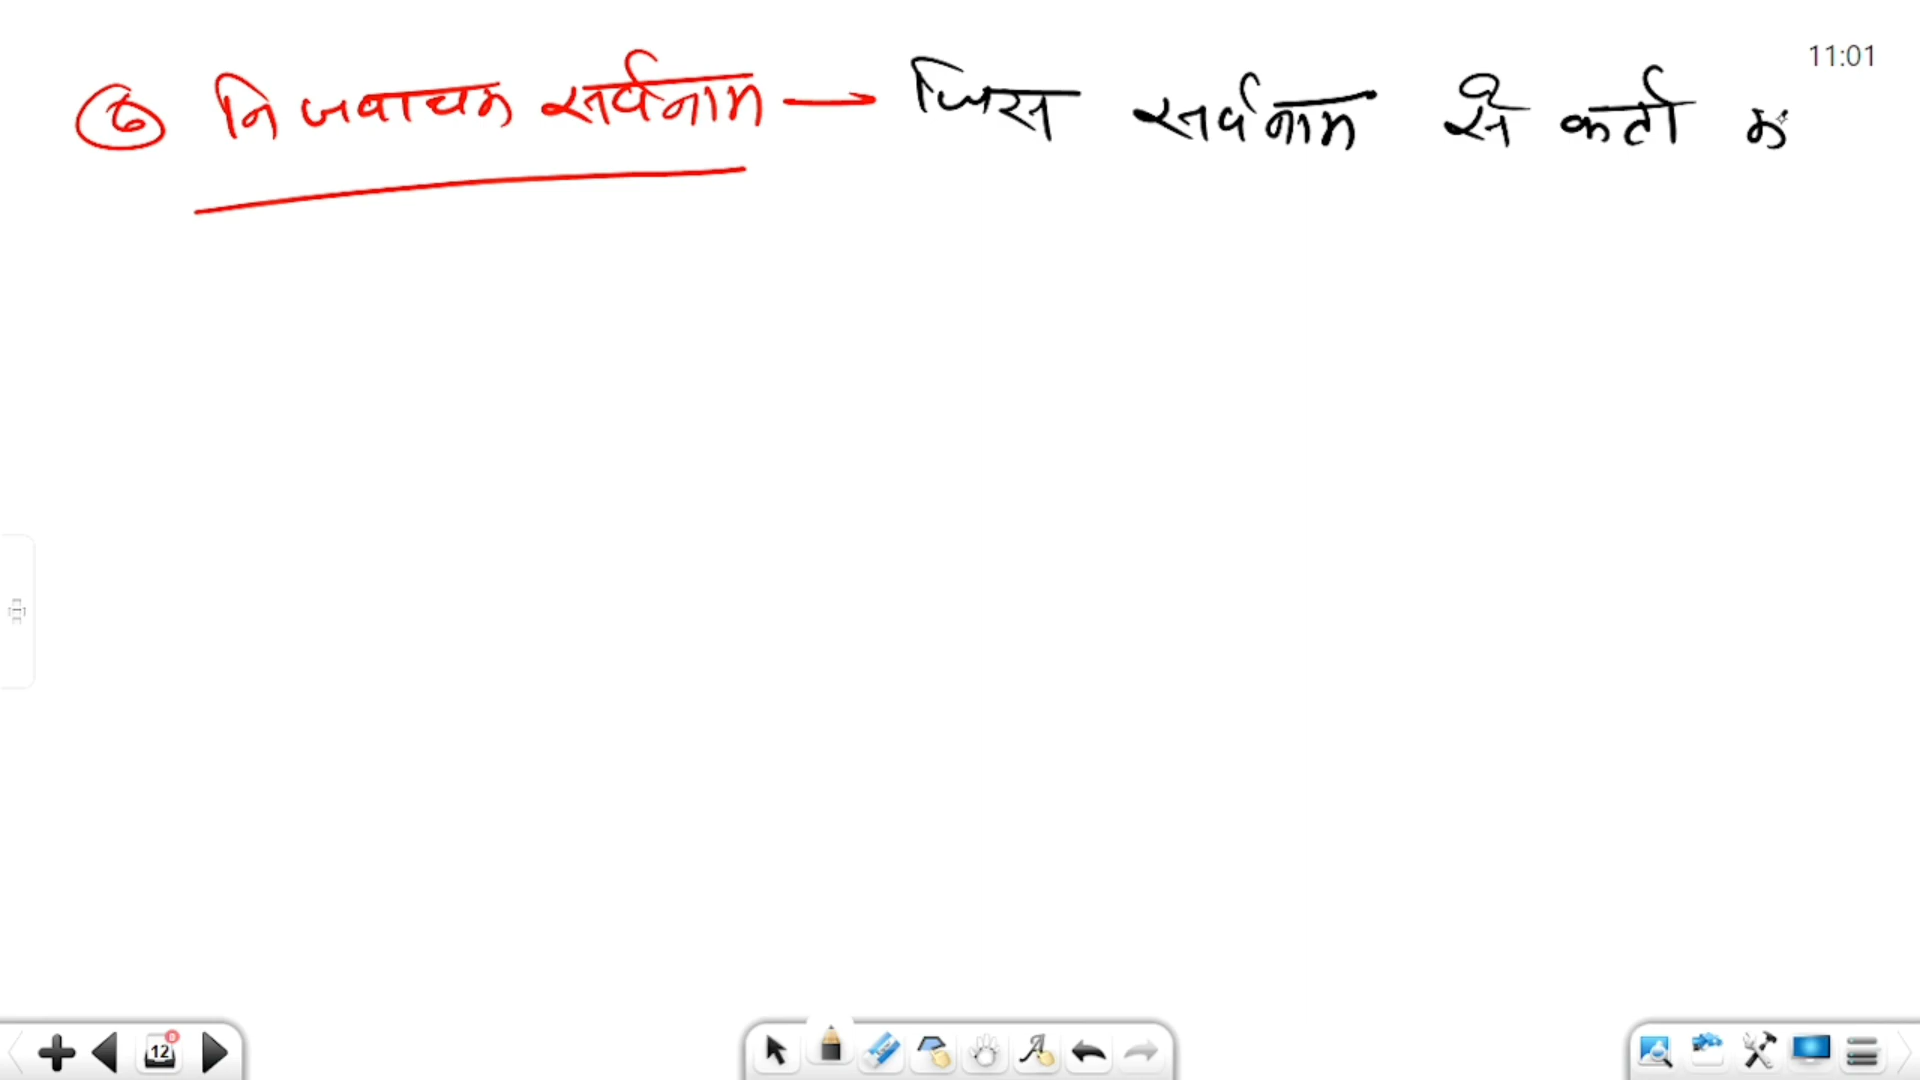 11:01
⑥ निजवाचक सर्वनाम → जिस सर्वनाम से कर्ता क
12